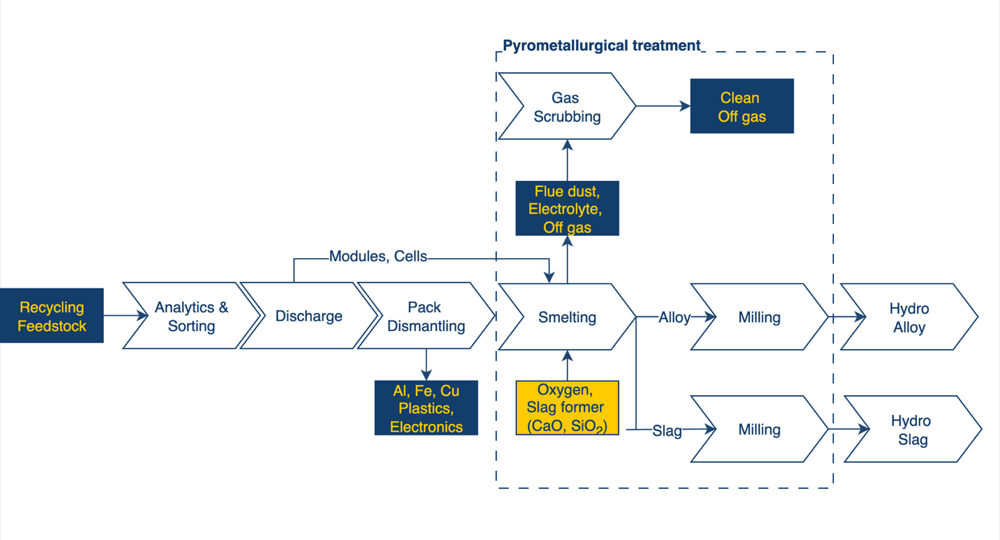 Pyrometallurgical treatment
Gas
Scrubbing
Clean
Off gas
Flue dust,
Electrolyte,
Off gas
Modules, Cells
Recycling
Feedstock
Analytics &
Sorting
Discharge
Pack
Dismantling
Smelting
Alloy
Milling
Hydro
Alloy
Al, Fe, Cu
Plastics,
Electronics
Oxygen,
Slag former
(CaO, SiO₂)
Slag
Milling
Hydro
Slag